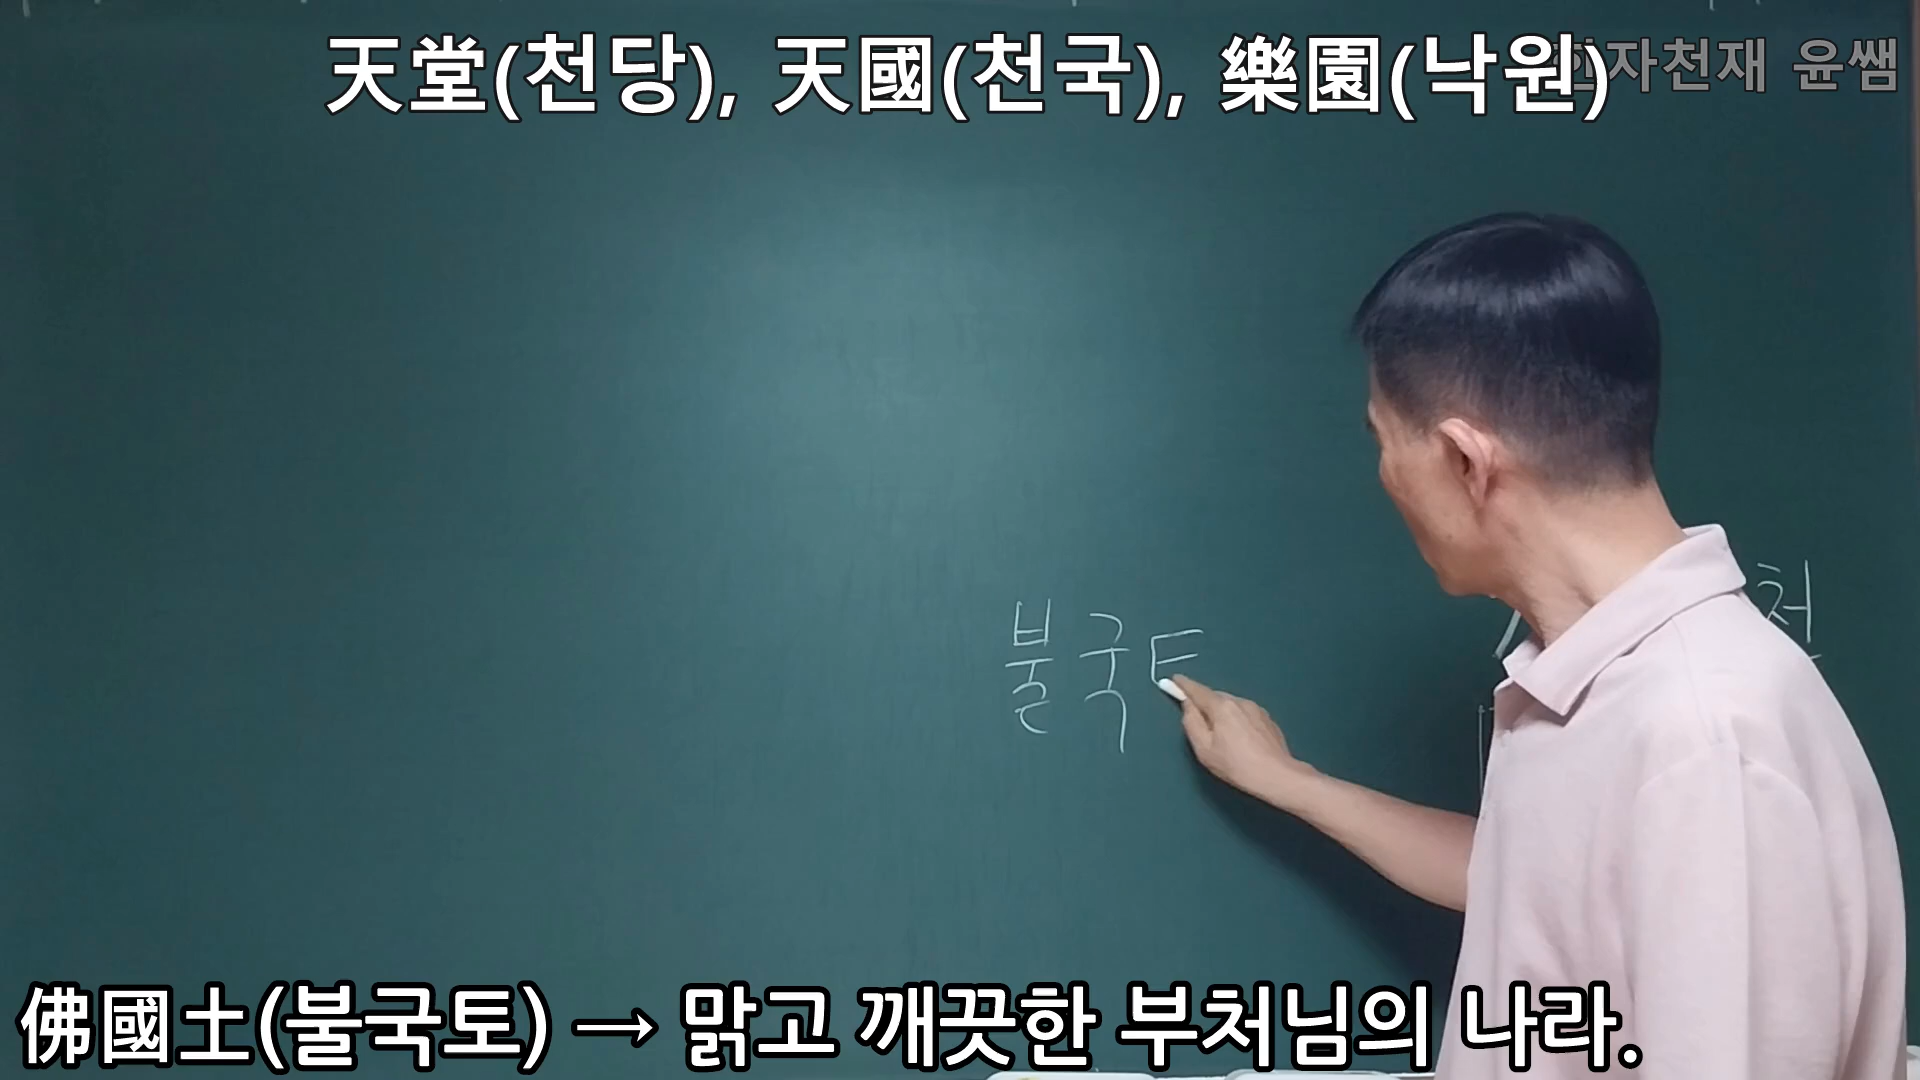 天堂(천당), 天國(천국), 樂園(낙원)
자천재 윤쌤
불국토
천
佛國土(불국토) → 맑고 깨끗한 부처님의 나라.